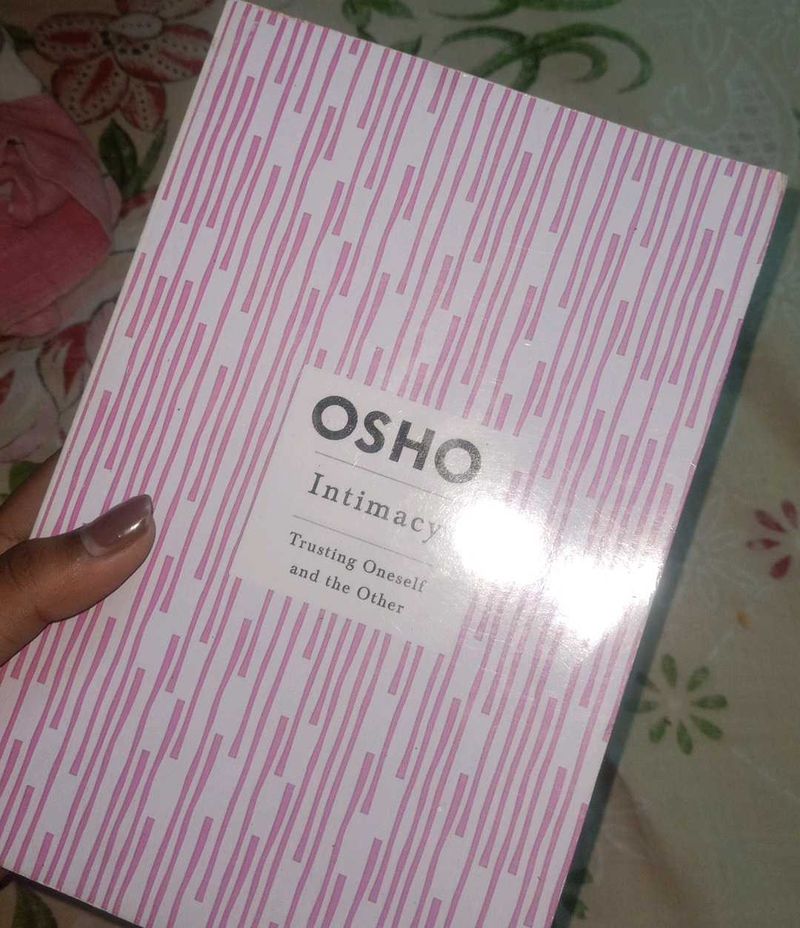 OSHO
Intimacy
Trusting Oneself
and the Other